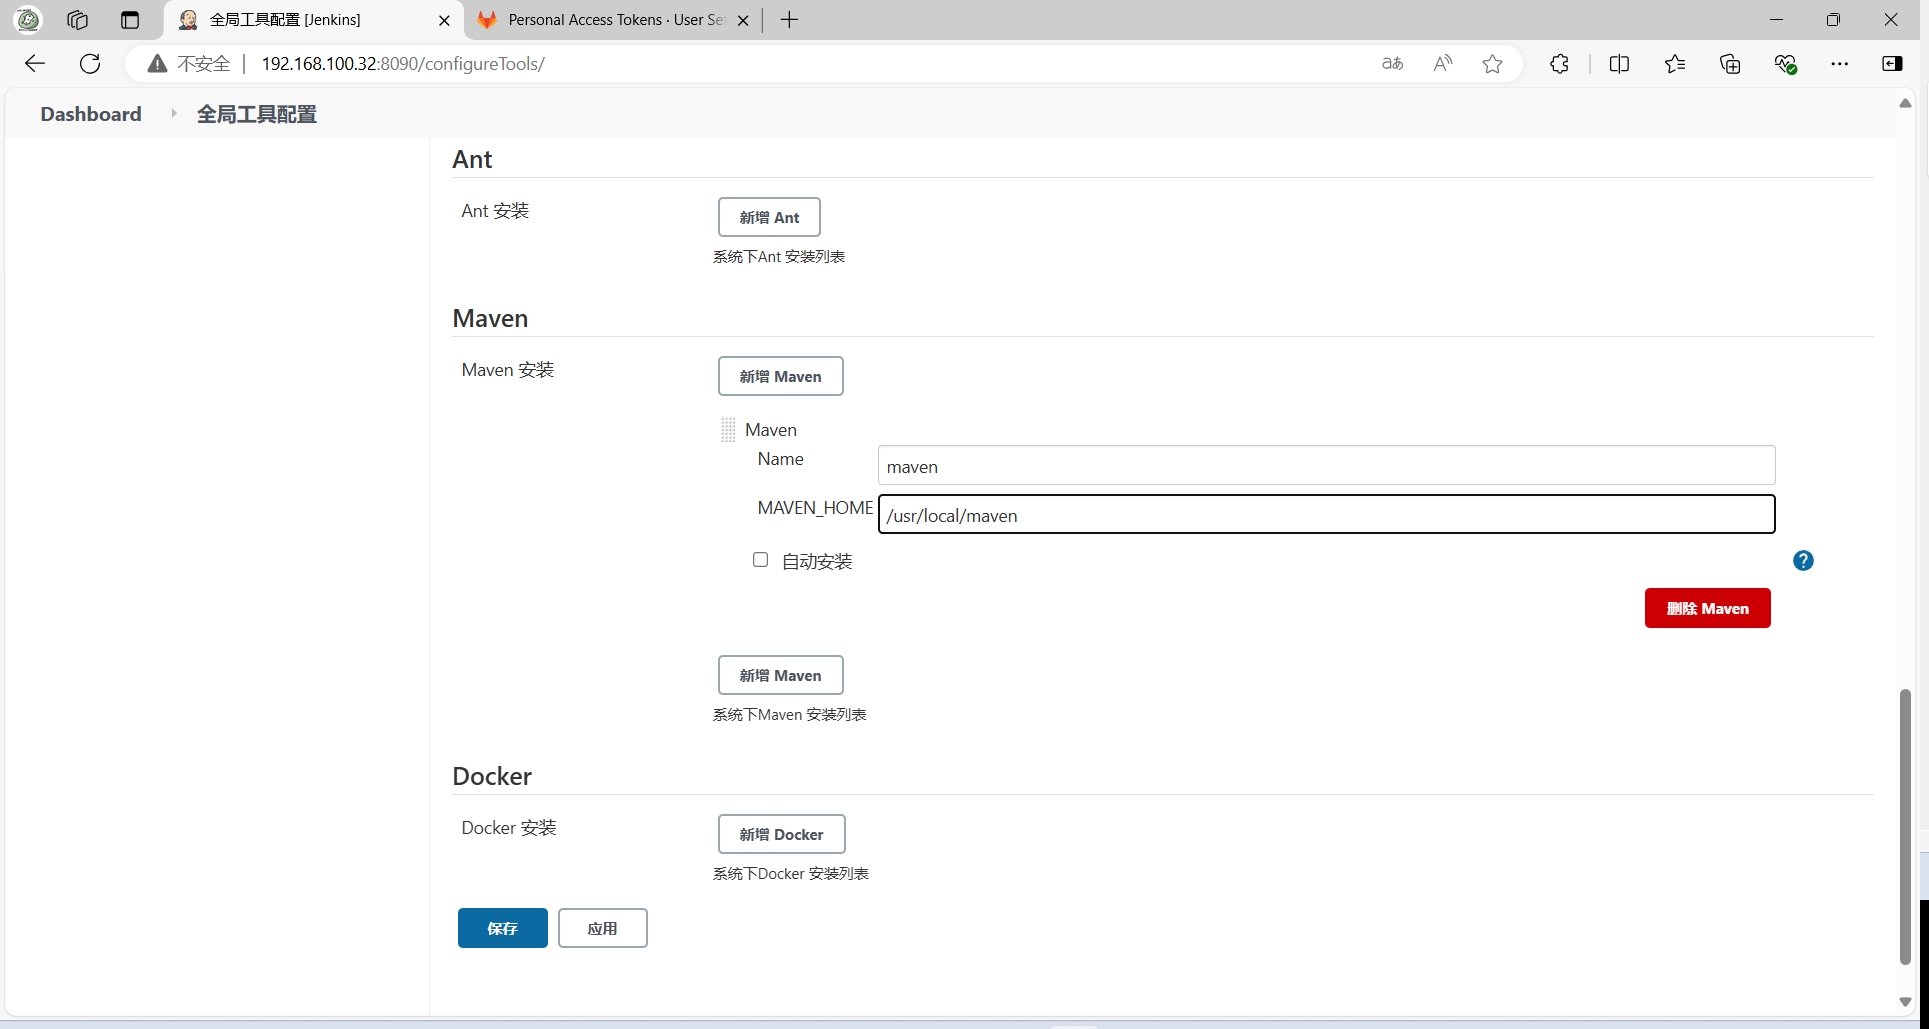 全局工具配置 [Jenkins]
Personal Access Tokens · User Se
不安全
192.168.100.32:8090/configureTools/
Dashboard
全局工具配置
Ant
Ant 安装
新增 Ant
系统下Ant 安装列表
Maven
Maven 安装
新增 Maven
Maven
Name
maven
MAVEN_HOME
/usr/local/maven
自动安装
?
删除 Maven
新增 Maven
系统下Maven 安装列表
Docker
Docker 安装
新增 Docker
系统下Docker 安装列表
保存
应用